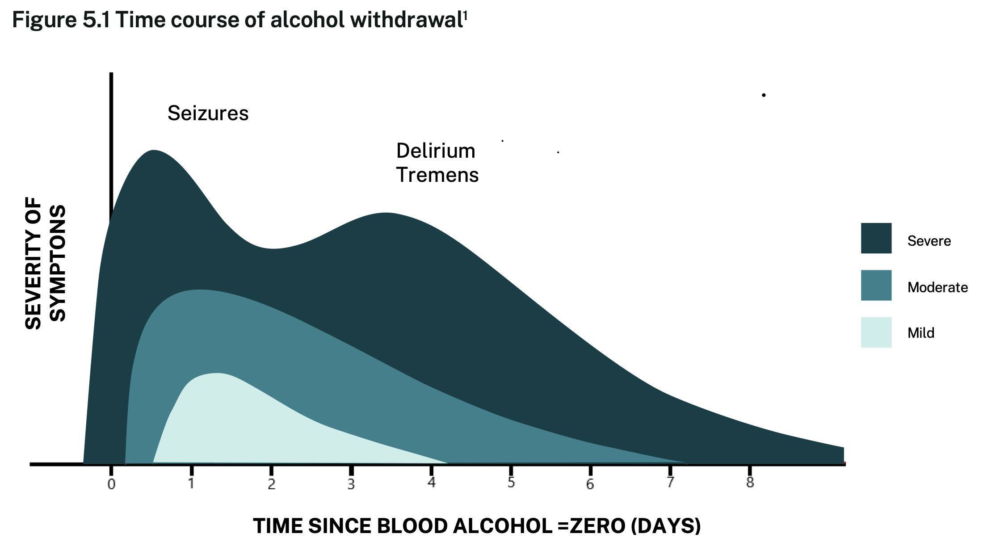 Figure 5.1 Time course of alcohol withdrawal¹
Seizures
Delirium
Tremens
SEVERITY OF
SYMPTONS
Severe
Moderate
Mild
0 1 2 3 4 5 6 7 8
TIME SINCE BLOOD ALCOHOL =ZERO (DAYS)